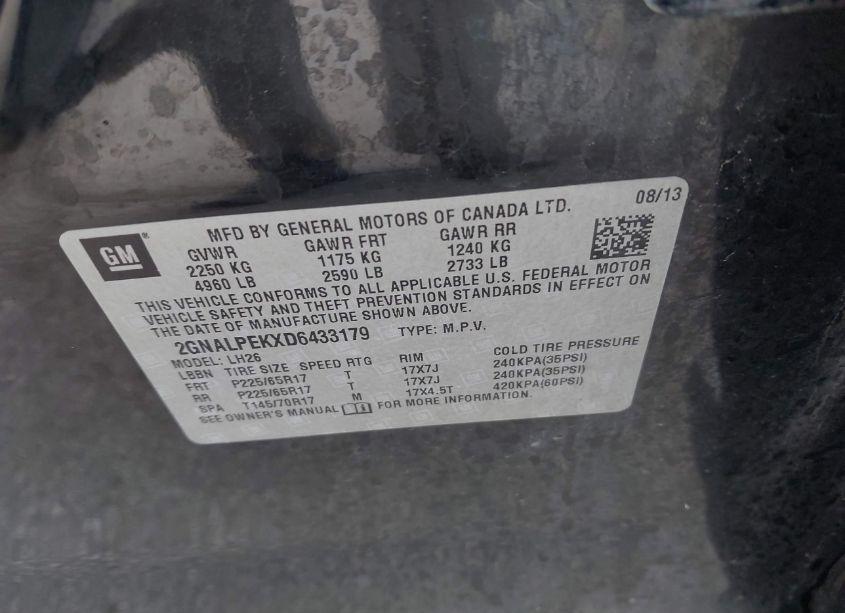 MFD BY GENERAL MOTORS OF CANADA LTD. 08/13
GM®
GVWR GAWR FRT GAWR RR
2250 KG 1175 KG 1240 KG
4960 LB 2590 LB 2733 LB
THIS VEHICLE CONFORMS TO ALL APPLICABLE U.S. FEDERAL MOTOR
VEHICLE SAFETY AND THEFT PREVENTION STANDARDS IN EFFECT ON
THE DATE OF MANUFACTURE SHOWN ABOVE.
2GNALPEKXD6433179 TYPE: M.P.V.
MODEL: LH26
LBBN TIRE SIZE SPEED RTG RIM COLD TIRE PRESSURE
FRT P225/65R17 T 17X7J 240KPA(35PSI)
RR P225/65R17 T 17X7J 240KPA(35PSI)
SPA T145/70R17 M 17X4.5T 420KPA(60PSI)
SEE OWNER'S MANUAL FOR MORE INFORMATION.